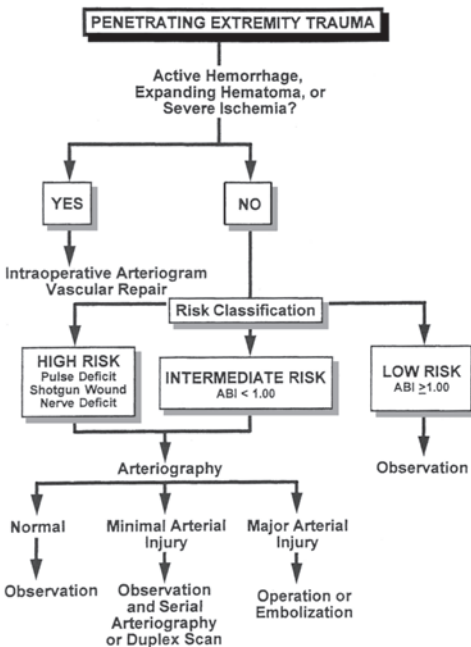 PENETRATING EXTREMITY TRAUMA
Active Hemorrhage,
Expanding Hematoma, or
Severe Ischemia?
YES
NO
Intraoperative Arteriogram
Vascular Repair
Risk Classification
HIGH RISK
Pulse Deficit
Shotgun Wound
Nerve Deficit
INTERMEDIATE RISK
ABI < 1.00
LOW RISK
ABI ≥1.00
Arteriography
Observation
Normal
Minimal Arterial
Injury
Major Arterial
Injury
Observation
Observation
and Serial
Arteriography
or Duplex Scan
Operation or
Embolization